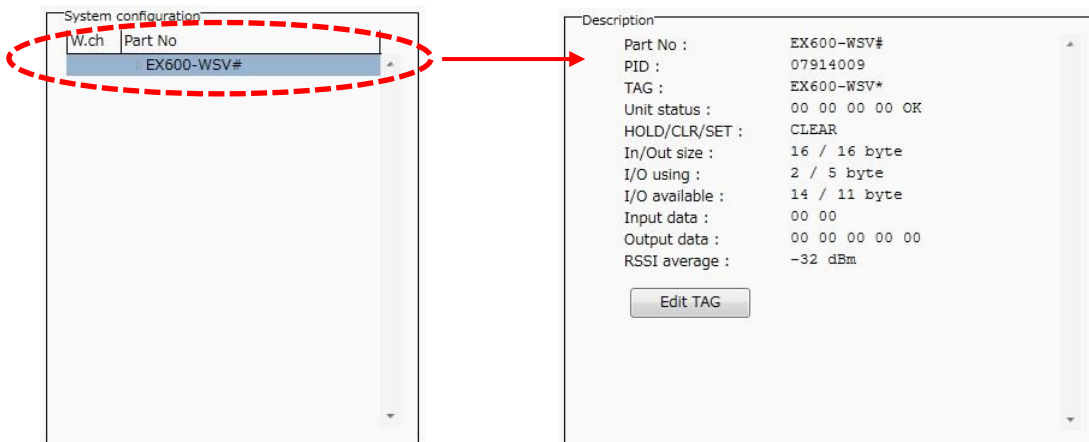 System configuration
W.ch Part No
EX600-WSV#
Description
Part No : EX600-WSV#
PID : 07914009
TAG : EX600-WSV*
Unit status : 00 00 00 00 OK
HOLD/CLR/SET : CLEAR
In/Out size : 16 / 16 byte
I/O using : 2 / 5 byte
I/O available : 14 / 11 byte
Input data : 00 00
Output data : 00 00 00 00 00
RSSI average : -32 dBm
Edit TAG